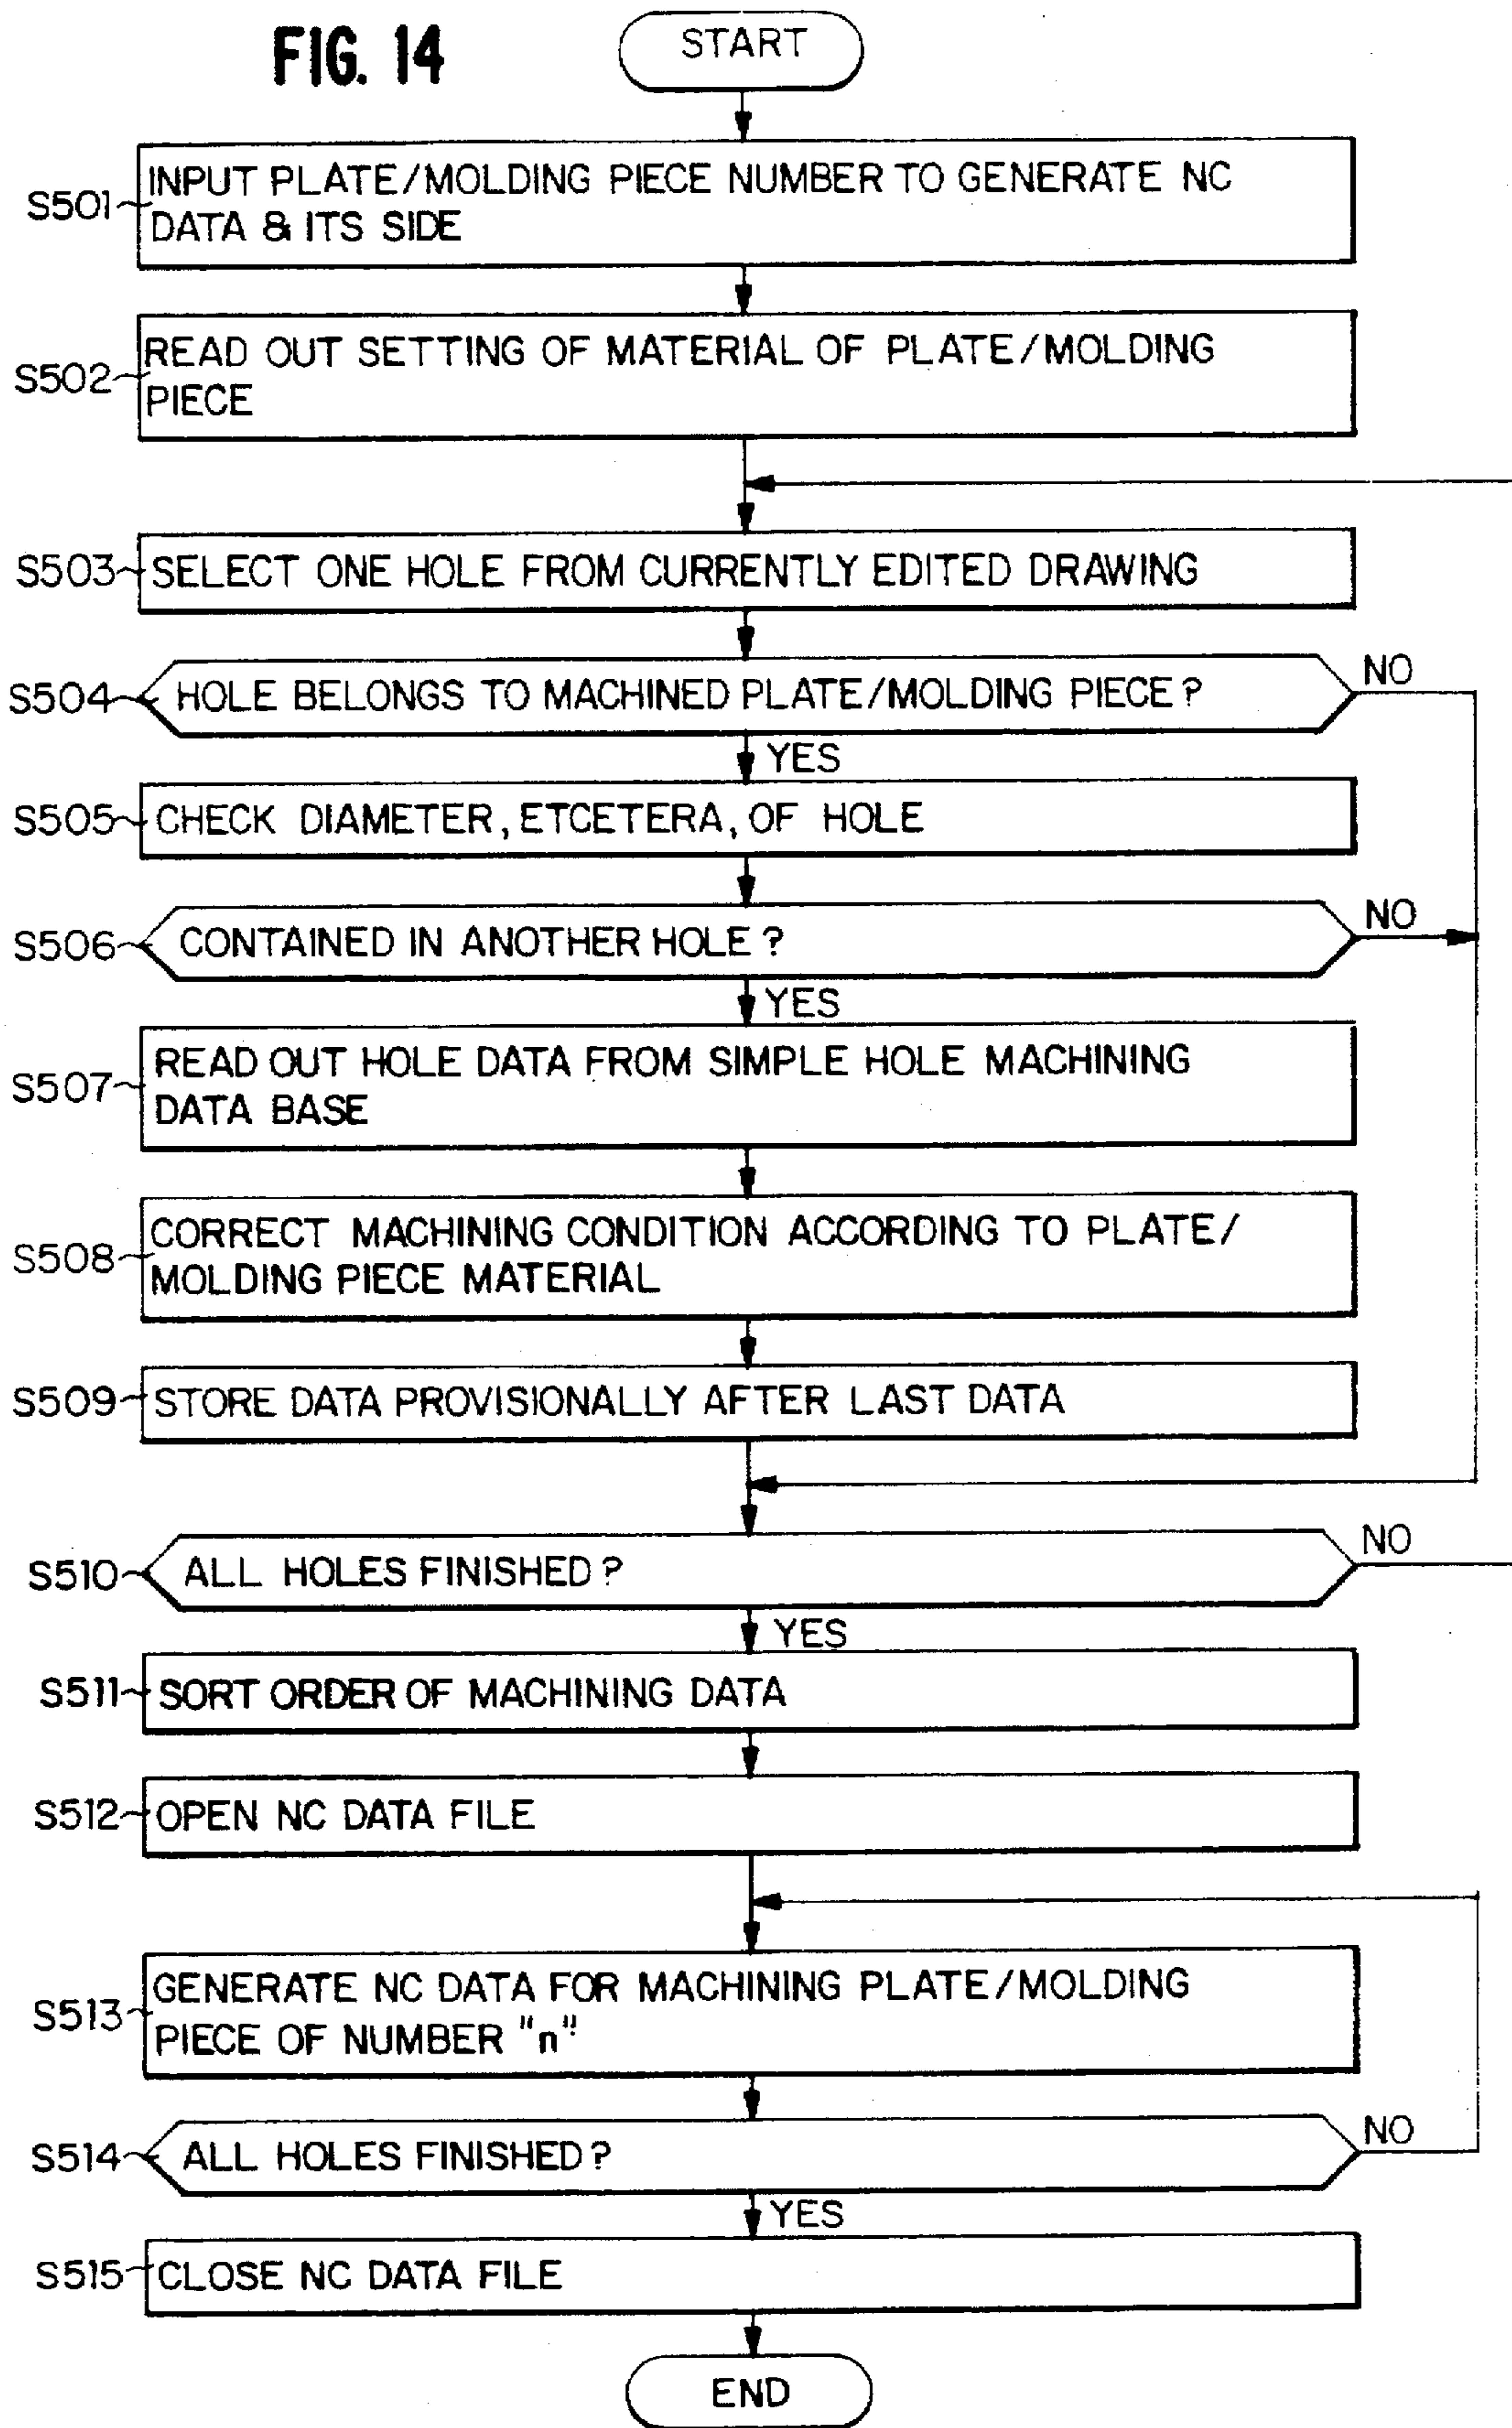 FIG. 14
START
S501
INPUT PLATE/MOLDING PIECE NUMBER TO GENERATE NC
DATA & ITS SIDE
S502
READ OUT SETTING OF MATERIAL OF PLATE/MOLDING
PIECE
S503
SELECT ONE HOLE FROM CURRENTLY EDITED DRAWING
S504
HOLE BELONGS TO MACHINED PLATE/MOLDING PIECE?
NO
YES
S505
CHECK DIAMETER, ETCETERA, OF HOLE
S506
CONTAINED IN ANOTHER HOLE?
NO
YES
S507
READ OUT HOLE DATA FROM SIMPLE HOLE MACHINING
DATA BASE
S508
CORRECT MACHINING CONDITION ACCORDING TO PLATE/
MOLDING PIECE MATERIAL
S509
STORE DATA PROVISIONALLY AFTER LAST DATA
S510
ALL HOLES FINISHED?
NO
YES
S511
SORT ORDER OF MACHINING DATA
S512
OPEN NC DATA FILE
S513
GENERATE NC DATA FOR MACHINING PLATE/MOLDING
PIECE OF NUMBER "n".
S514
ALL HOLES FINISHED?
NO
YES
S515
CLOSE NC DATA FILE
END